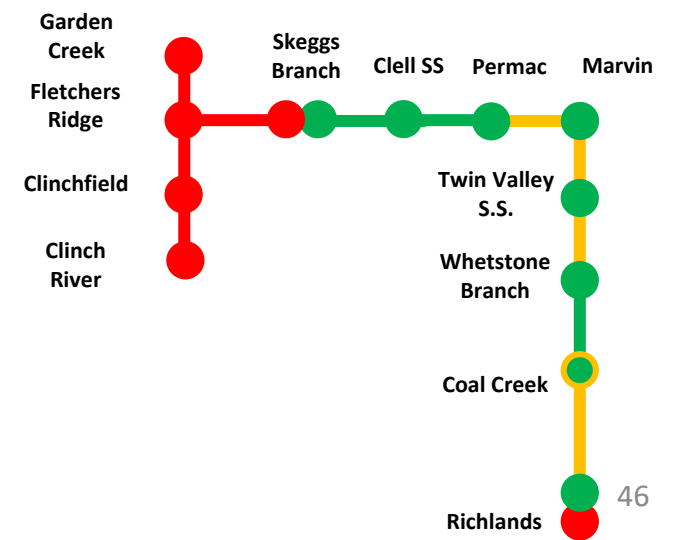 Garden
Creek
Skeggs
Branch
Clell SS
Permac
Marvin
Fletchers
Ridge
Clinchfield
Twin Valley
S.S.
Clinch
River
Whetstone
Branch
Coal Creek
46
Richlands